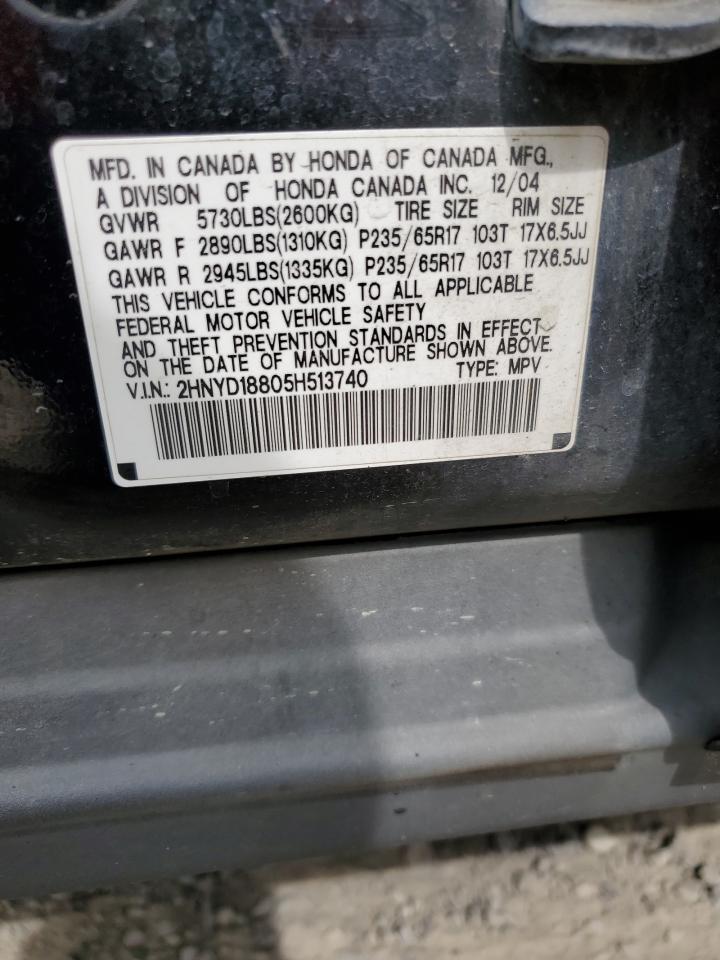 MFD. IN CANADA BY HONDA OF CANADA MFG.,
A DIVISION OF HONDA CANADA INC. 12/04
GVWR 5730LBS(2600KG) TIRE SIZE RIM SIZE
GAWR F 2890LBS(1310KG) P235/65R17 103T 17X6.5JJ
GAWR R 2945LBS(1335KG) P235/65R17 103T 17X6.5JJ
THIS VEHICLE CONFORMS TO ALL APPLICABLE
FEDERAL MOTOR VEHICLE SAFETY
AND THEFT PREVENTION STANDARDS IN EFFECT
ON THE DATE OF MANUFACTURE SHOWN ABOVE.
V.I.N.: 2HNYD18805H513740 TYPE: MPV